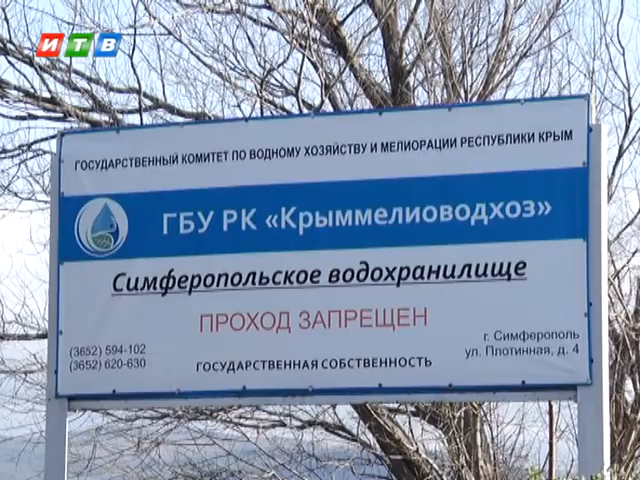 ИТВ
ГОСУДАРСТВЕННЫЙ КОМИТЕТ ПО ВОДНОМУ ХОЗЯЙСТВУ И МЕЛИОРАЦИИ РЕСПУБЛИКИ КРЫМ
ГБУ РК «Крыммелиоводхоз»
Симферопольское водохранилище
ПРОХОД ЗАПРЕЩЕН
(3652) 594-102
(3652) 620-630
ГОСУДАРСТВЕННАЯ СОБСТВЕННОСТЬ
г. Симферополь
ул. Плотинная, д. 4